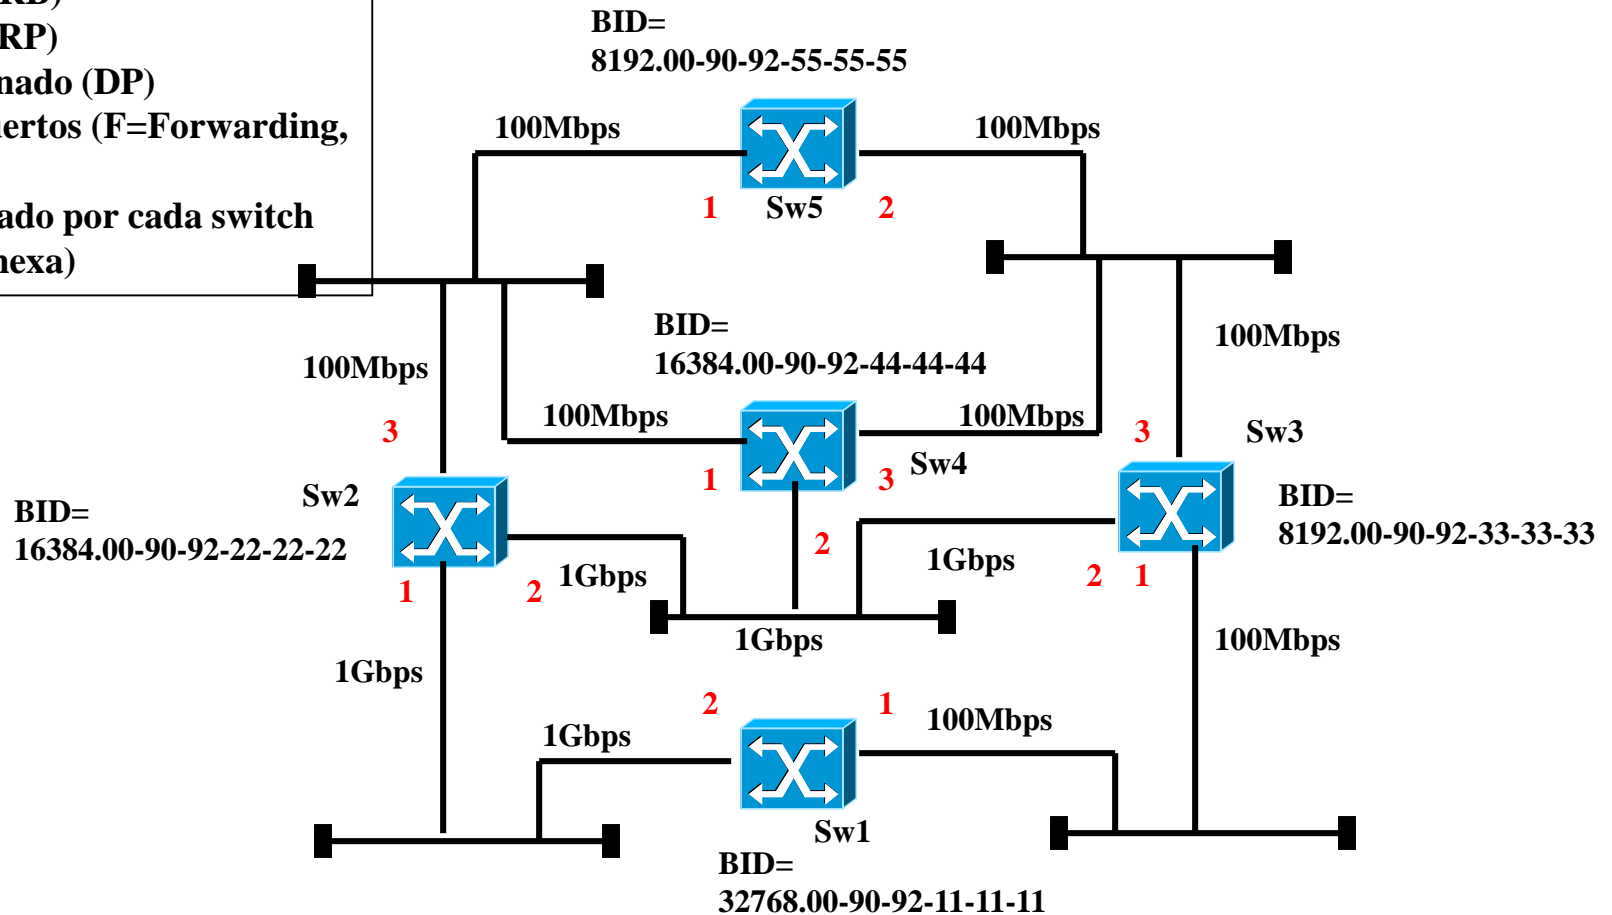 RP)
nado (DP)
uertos (F=Forwarding,
ado por cada switch
nexa)
BID=
8192.00-90-92-55-55-55
100Mbps
100Mbps
1
Sw5
2
BID=
16384.00-90-92-44-44-44
100Mbps
100Mbps
100Mbps
100Mbps
3
3
Sw3
1
3
Sw4
Sw2
BID=
16384.00-90-92-22-22-22
BID=
8192.00-90-92-33-33-33
2
1Gbps
1
2
1Gbps
2
1
1Gbps
100Mbps
1Gbps
2
1
100Mbps
1Gbps
Sw1
BID=
32768.00-90-92-11-11-11